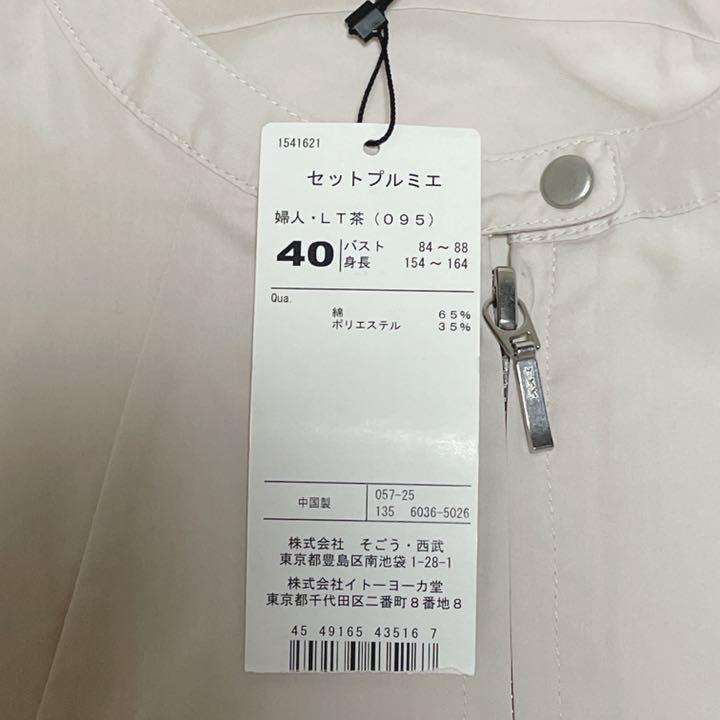 1541621
セットプルミエ
婦人・LT茶（095）
40 バスト 84～88
身長 154～164
Qua.
綿 65%
ポリエステル 35%
中国製 057-25
135 6036-5026
株式会社 そごう・西武
東京都豊島区南池袋1-28-1
株式会社イトーヨーカ堂
東京都千代田区二番町8番地8
45 49165 43516 7